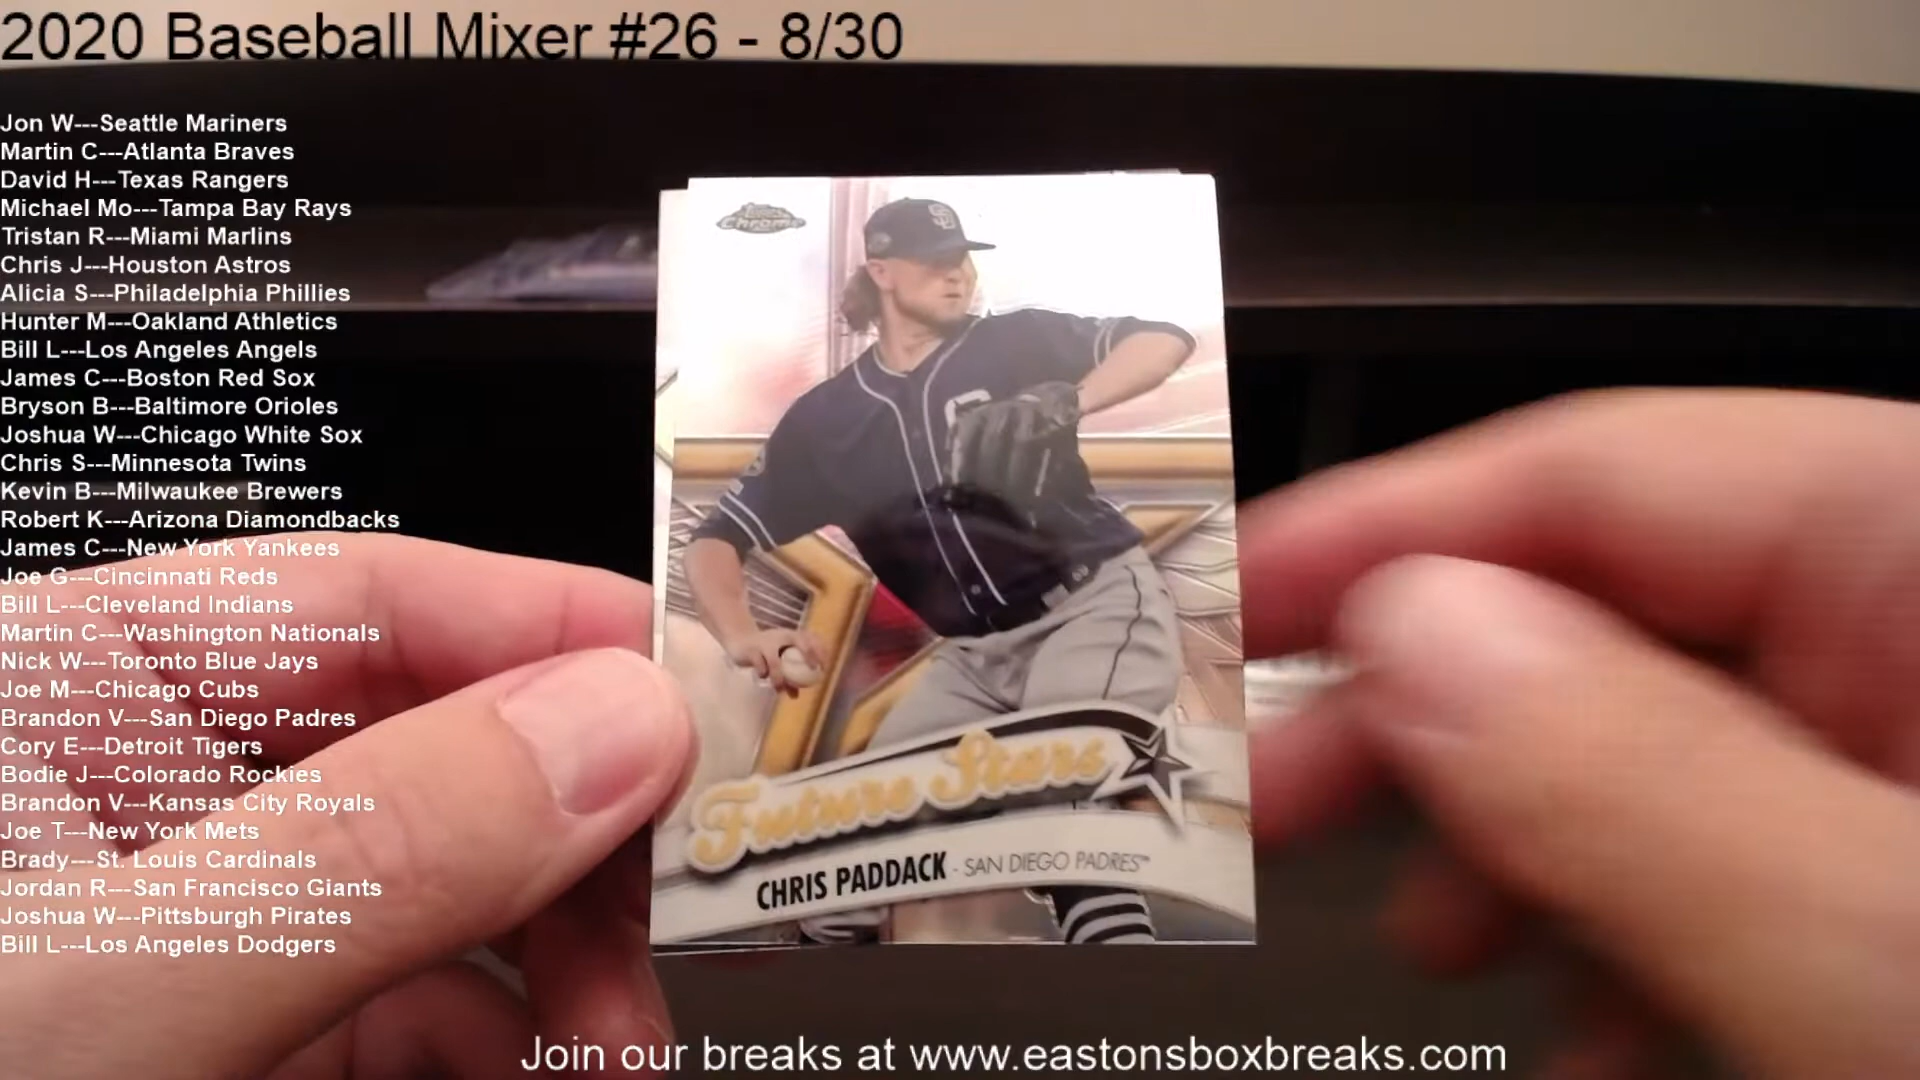 2020 Baseball Mixer #26 - 8/30
Jon W---Seattle Mariners
Martin C---Atlanta Braves
David H---Texas Rangers
Michael Mo---Tampa Bay Rays
Tristan R---Miami Marlins
Chris J---Houston Astros
Alicia S---Philadelphia Phillies
Hunter M---Oakland Athletics
Bill L---Los Angeles Angels
James C---Boston Red Sox
Bryson B---Baltimore Orioles
Joshua W---Chicago White Sox
Chris S---Minnesota Twins
Kevin B---Milwaukee Brewers
Robert K---Arizona Diamondbacks
James C---New York Yankees
Joe G---Cincinnati Reds
Bill L---Cleveland Indians
Martin C---Washington Nationals
Nick W---Toronto Blue Jays
Joe M---Chicago Cubs
Brandon V---San Diego Padres
Cory E---Detroit Tigers
Bodie J---Colorado Rockies
Brandon V---Kansas City Royals
Joe T---New York Mets
Brady---St. Louis Cardinals
Jordan R---San Francisco Giants
Joshua W---Pittsburgh Pirates
Bill L---Los Angeles Dodgers
Topps
Chrome
SD
Future Stars
CHRIS PADDACK - SAN DIEGO PADRES™
Join our breaks at www.eastonsboxbreaks.com